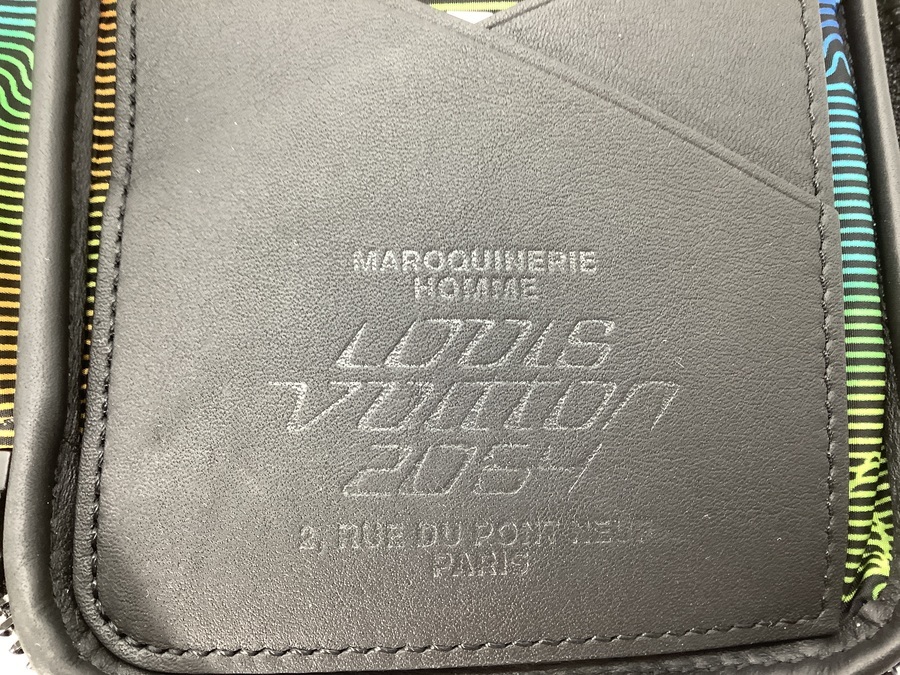 MAROQUINERIE
HOMME
LOUIS
VUITTON
2054
2, RUE DU PONT NEUF
PARIS